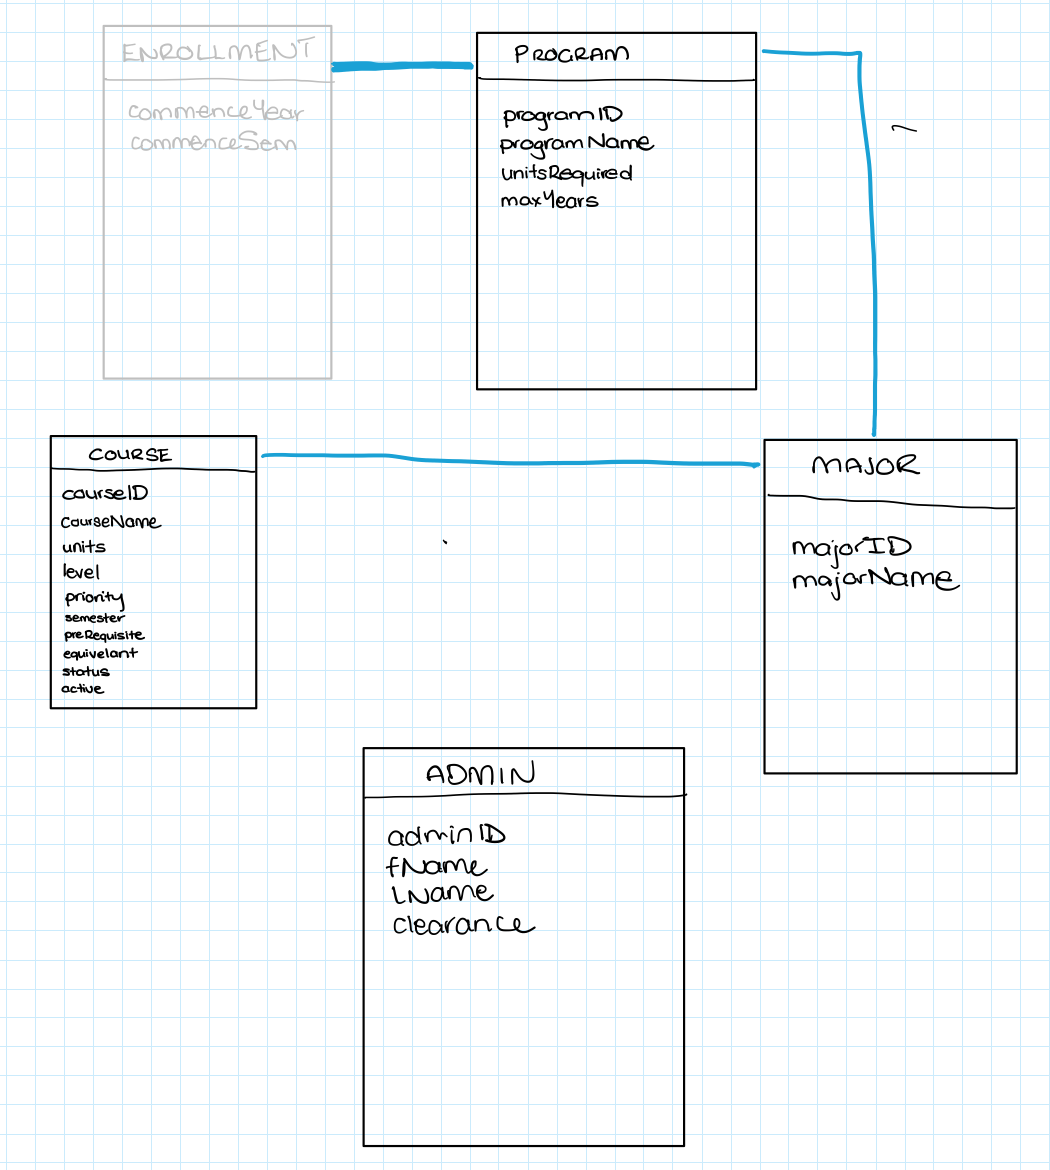 ENROLLMENT
commenceYear
commenceSem
PROGRAM
programID
programName
unitsRequired
maxYears
COURSE
courseID
courseName
units
level
priority
semester
preRequisite
equivelant
status
active
MAJOR
majorID
majorName
ADMIN
adminID
fName
LName
clearance